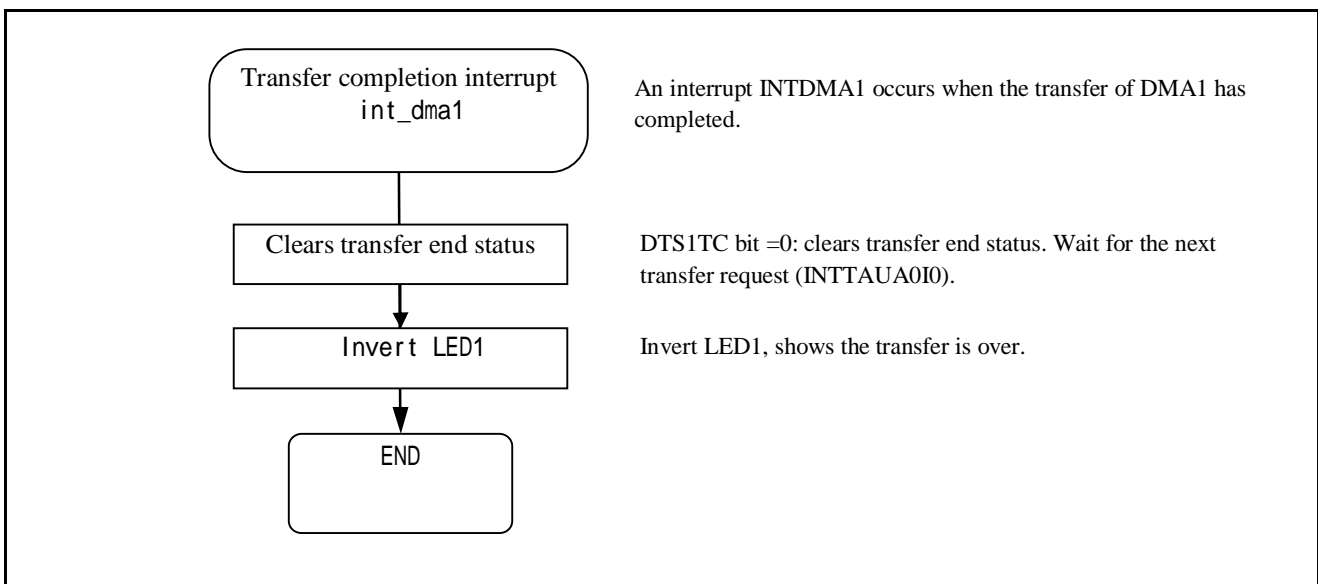 Transfer completion interrupt
int_dma1
An interrupt INTDMA1 occurs when the transfer of DMA1 has
completed.
Clears transfer end status
DTS1TC bit =0: clears transfer end status. Wait for the next
transfer request (INTTAUA0I0).
Invert LED1
Invert LED1, shows the transfer is over.
END